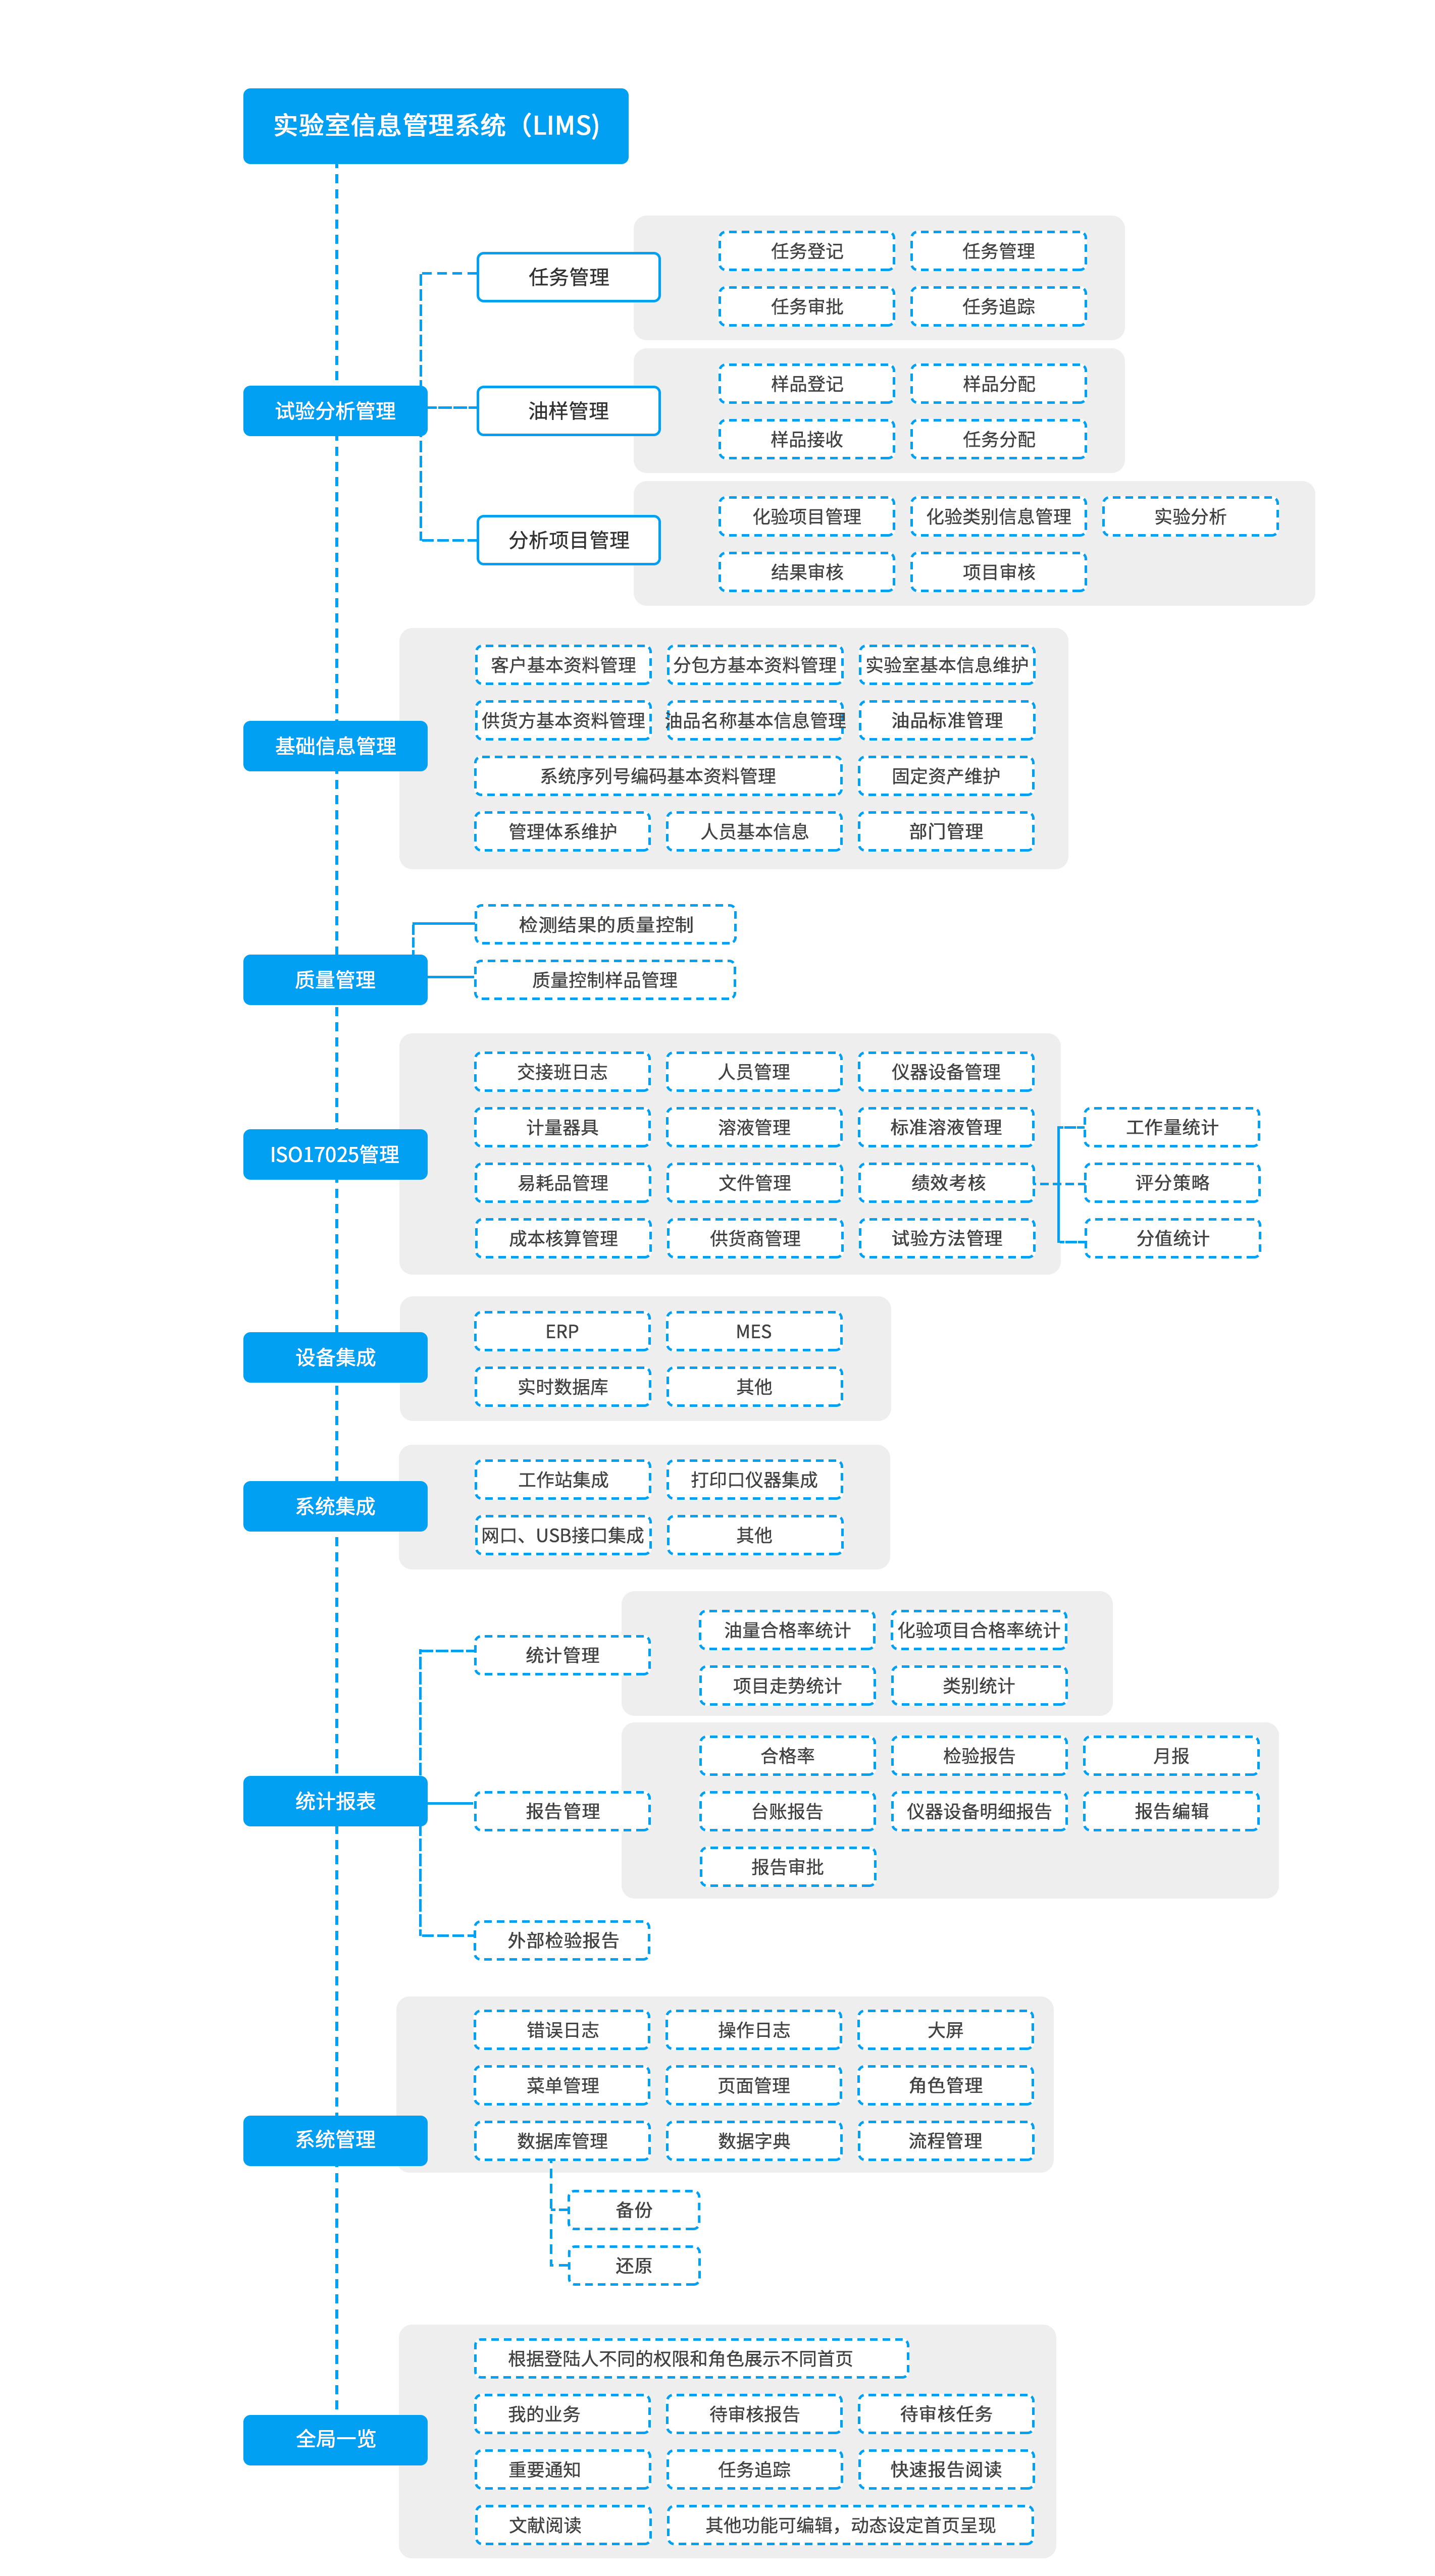 实验室信息管理系统（LIMS)
任务管理
任务登记
任务管理
任务审批
任务追踪
试验分析管理
油样管理
样品登记
样品分配
样品接收
任务分配
分析项目管理
化验项目管理
化验类别信息管理
实验分析
结果审核
项目审核
基础信息管理
客户基本资料管理
分包方基本资料管理
实验室基本信息维护
供货方基本资料管理
油品名称基本信息管理
油品标准管理
系统序列号编码基本资料管理
固定资产维护
管理体系维护
人员基本信息
部门管理
质量管理
检测结果的质量控制
质量控制样品管理
ISO17025管理
交接班日志
人员管理
仪器设备管理
计量器具
溶液管理
标准溶液管理
易耗品管理
文件管理
绩效考核
成本核算管理
供货商管理
试验方法管理
工作量统计
评分策略
分值统计
设备集成
ERP
MES
实时数据库
其他
系统集成
工作站集成
打印口仪器集成
网口、USB接口集成
其他
统计报表
统计管理
油量合格率统计
化验项目合格率统计
项目走势统计
类别统计
报告管理
合格率
检验报告
月报
台账报告
仪器设备明细报告
报告编辑
报告审批
外部检验报告
系统管理
错误日志
操作日志
大屏
菜单管理
页面管理
角色管理
数据库管理
数据字典
流程管理
备份
还原
全局一览
根据登陆人不同的权限和角色展示不同首页
我的业务
待审核报告
待审核任务
重要通知
任务追踪
快速报告阅读
文献阅读
其他功能可编辑，动态设定首页呈现